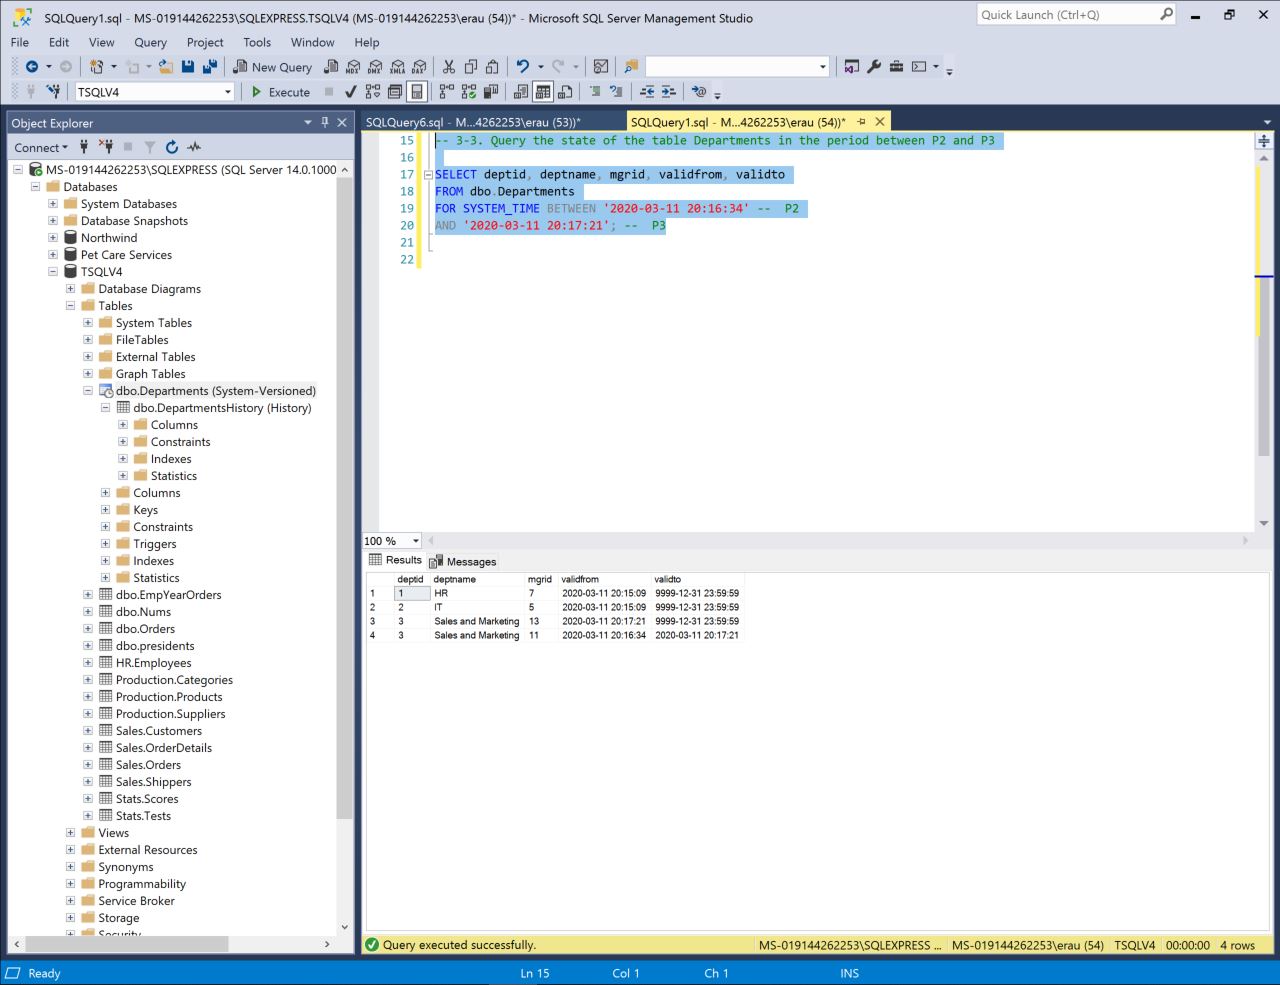 SQLQuery1.sql - MS-019144262253\SQLEXPRESS.TSQLV4 (MS-019144262253\erau (54))* - Microsoft SQL Server Management Studio
Quick Launch (Ctrl+Q)
File Edit View Query Project Tools Window Help
New Query
MDX DMX XMLA DAX
TSQLV4
Execute
Object Explorer
Connect
MS-019144262253\SQLEXPRESS (SQL Server 14.0.1000
Databases
System Databases
Database Snapshots
Northwind
Pet Care Services
TSQLV4
Database Diagrams
Tables
System Tables
FileTables
External Tables
Graph Tables
dbo.Departments (System-Versioned)
dbo.DepartmentsHistory (History)
Columns
Constraints
Indexes
Statistics
Columns
Keys
Constraints
Triggers
Indexes
Statistics
dbo.EmpYearOrders
dbo.Nums
dbo.Orders
dbo.presidents
HR.Employees
Production.Categories
Production.Products
Production.Suppliers
Sales.Customers
Sales.OrderDetails
Sales.Orders
Sales.Shippers
Stats.Scores
Stats.Tests
Views
External Resources
Synonyms
Programmability
Service Broker
Storage
Security
SQLQuery6.sql - M...4262253\erau (53))*
SQLQuery1.sql - M...4262253\erau (54))*
15 -- 3-3. Query the state of the table Departments in the period between P2 and P3
16
17 SELECT deptid, deptname, mgrid, validfrom, validto
18 FROM dbo.Departments
19 FOR SYSTEM_TIME BETWEEN '2020-03-11 20:16:34' -- P2
20 AND '2020-03-11 20:17:21'; -- P3
21
22
100 %
Results Messages
deptid deptname mgrid validfrom validto
1 1 HR 7 2020-03-11 20:15:09 9999-12-31 23:59:59
2 2 IT 5 2020-03-11 20:15:09 9999-12-31 23:59:59
3 3 Sales and Marketing 13 2020-03-11 20:17:21 9999-12-31 23:59:59
4 3 Sales and Marketing 11 2020-03-11 20:16:34 2020-03-11 20:17:21
Query executed successfully.
MS-019144262253\SQLEXPRESS ... MS-019144262253\erau (54) TSQLV4 00:00:00 4 rows
Ready Ln 15 Col 1 Ch 1 INS